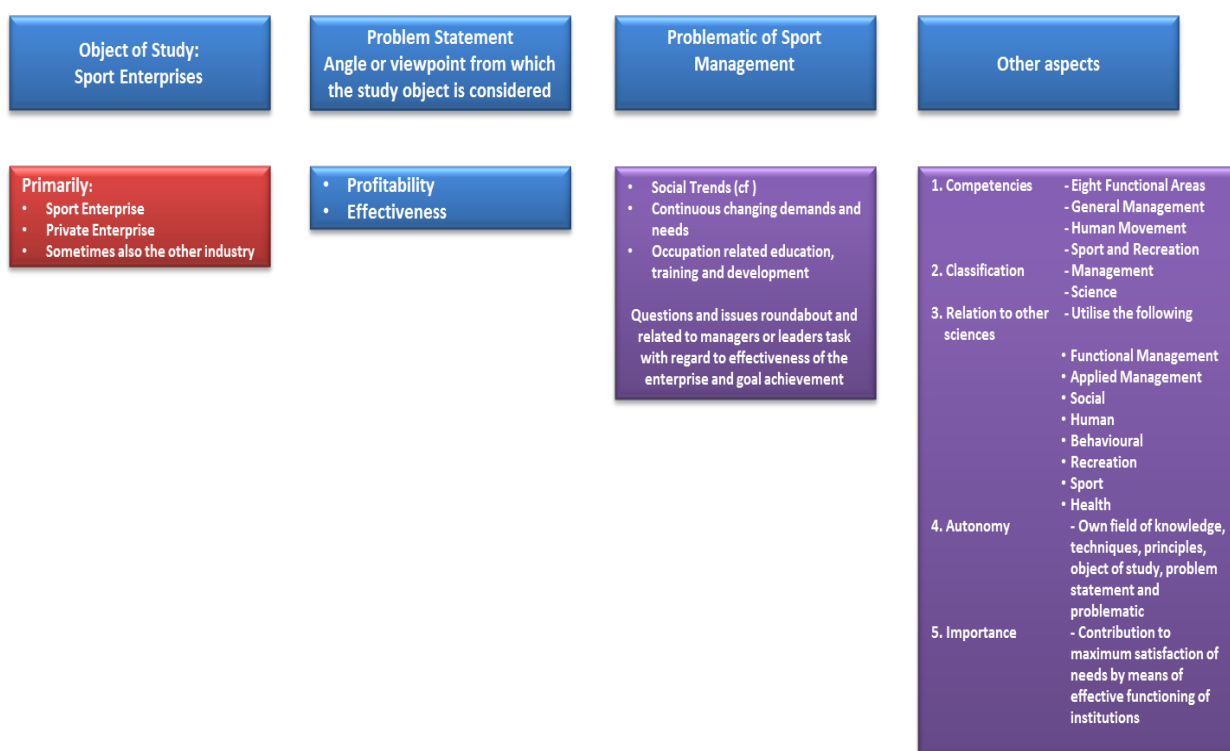 Object of Study:
Sport Enterprises
Problem Statement
Angle or viewpoint from which
the study object is considered
Problematic of Sport
Management
Other aspects
Primarily:
• Sport Enterprise
• Private Enterprise
• Sometimes also the other industry
• Profitability
• Effectiveness
• Social Trends (cf )
• Continuous changing demands and
needs
• Occupation related education,
training and development
Questions and issues roundabout and
related to managers or leaders task
with regard to effectiveness of the
enterprise and goal achievement
1. Competencies - Eight Functional Areas
- General Management
- Human Movement
- Sport and Recreation
2. Classification - Management
- Science
3. Relation to other - Utilise the following
sciences
• Functional Management
• Applied Management
• Social
• Human
• Behavioural
• Recreation
• Sport
• Health
4. Autonomy - Own field of knowledge,
techniques, principles,
object of study, problem
statement and
problematic
5. Importance - Contribution to
maximum satisfaction of
needs by means of
effective functioning of
institutions